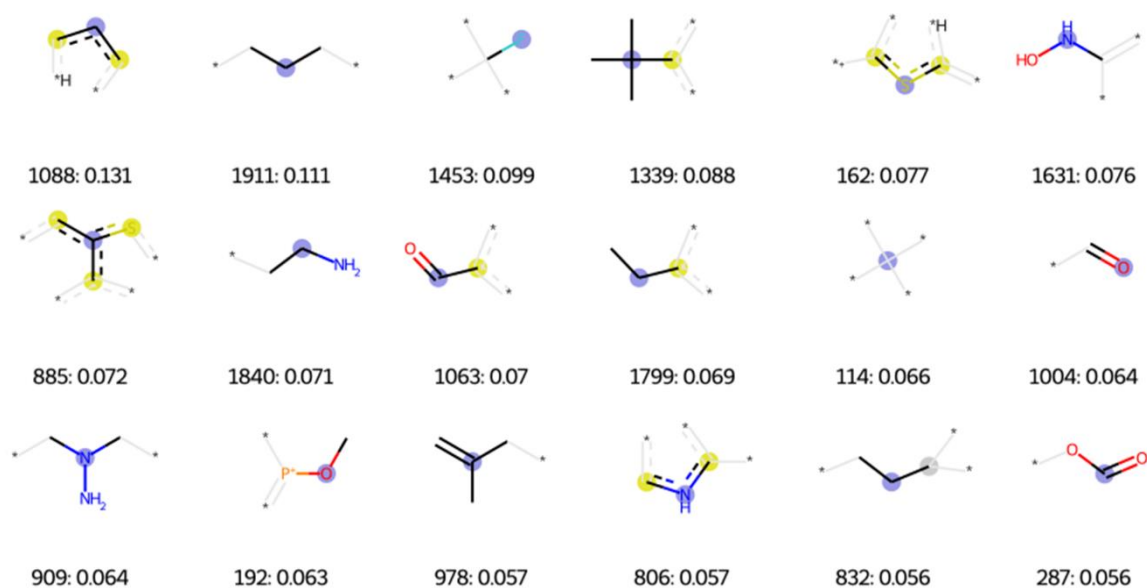 *H * * * * * * * * * * *H * HO H N * *
1088: 0.131 1911: 0.111 1453: 0.099 1339: 0.088 162: 0.077 1631: 0.076
* S * * * NH₂ O * * * * * * * * * O
885: 0.072 1840: 0.071 1063: 0.07 1799: 0.069 114: 0.066 1004: 0.064
* N NH₂ * * P⁺ O * * * * N H * * * * * O O
909: 0.064 192: 0.063 978: 0.057 806: 0.057 832: 0.056 287: 0.056